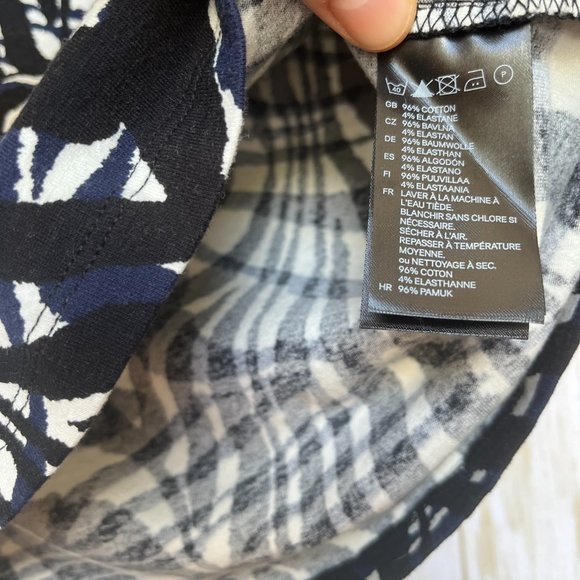 40 P
GB 96% COTTON
4% ELASTANE
CZ 96% BAVLNA
4% ELASTAN
DE 96% BAUMWOLLE
4% ELASTHAN
ES 96% ALGODÓN
4% ELASTANO
FI 96% PUUVILLAA
4% ELASTAANIA
FR LAVER À LA MACHINE À
L'EAU TIÈDE.
BLANCHIR SANS CHLORE SI
NÉCESSAIRE.
SÉCHER À L'AIR.
REPASSER À TEMPÉRATURE
MOYENNE.
ou NETTOYAGE À SEC.
96% COTON
4% ÉLASTHANNE
HR 96% PAMUK